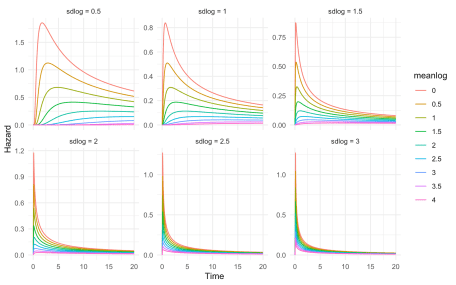 sdlog = 0.5
sdlog = 1
sdlog = 1.5
1.5
1.0
0.5
0.0
0.8
0.6
0.4
0.2
0.0
0.75
0.50
0.25
0.00
Hazard
sdlog = 2
sdlog = 2.5
sdlog = 3
1.2
0.9
0.6
0.3
0.0
1.0
0.5
0.0
1.0
0.5
0.0
0 5 10 15 20
0 5 10 15 20
0 5 10 15 20
Time
meanlog
0
0.5
1
1.5
2
2.5
3
3.5
4